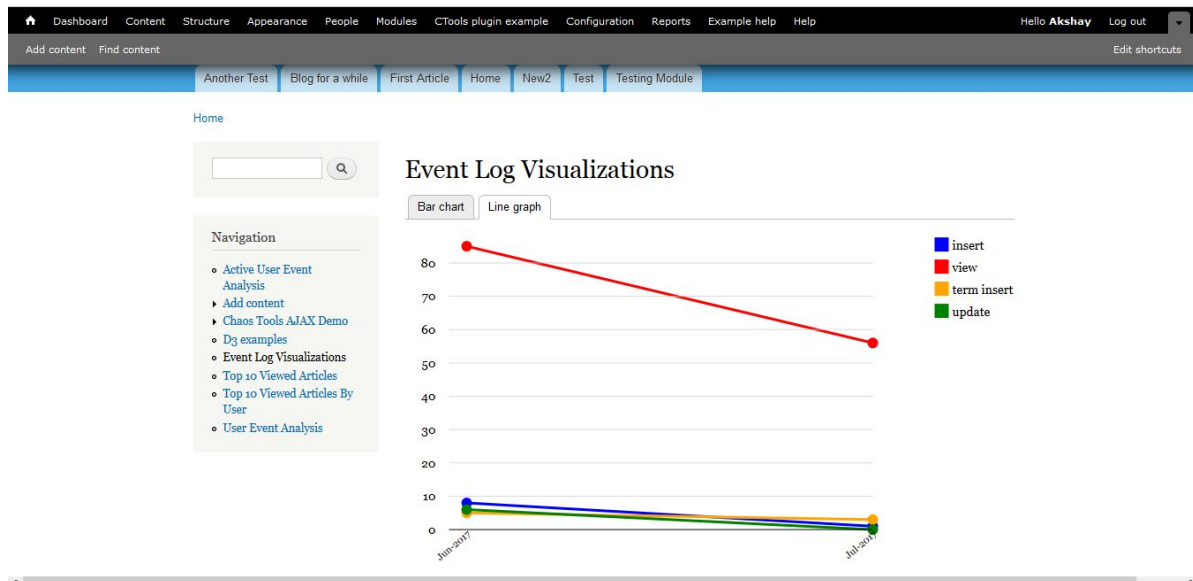 Dashboard Content Structure Appearance People Modules CTools plugin example Configuration Reports Example help Help Hello Akshay Log out
Add content Find content Edit shortcuts
Another Test Blog for a while First Article Home New2 Test Testing Module
Home
Navigation
Active User Event
Analysis
Add content
Chaos Tools AJAX Demo
D3 examples
Event Log Visualizations
Top 10 Viewed Articles
Top 10 Viewed Articles By
User
User Event Analysis
Event Log Visualizations
Bar chart Line graph
80
70
60
50
40
30
20
10
0
Jun-2017
Jul-2017
insert
view
term insert
update